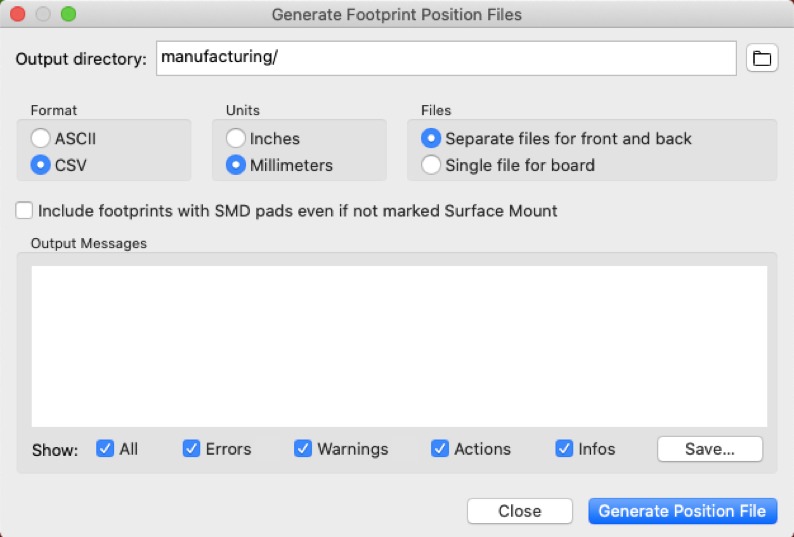 Generate Footprint Position Files
Output directory: manufacturing/
Format Units Files
ASCII Inches Separate files for front and back
CSV Millimeters Single file for board
Include footprints with SMD pads even if not marked Surface Mount
Output Messages
Show: All Errors Warnings Actions Infos Save...
Close Generate Position File